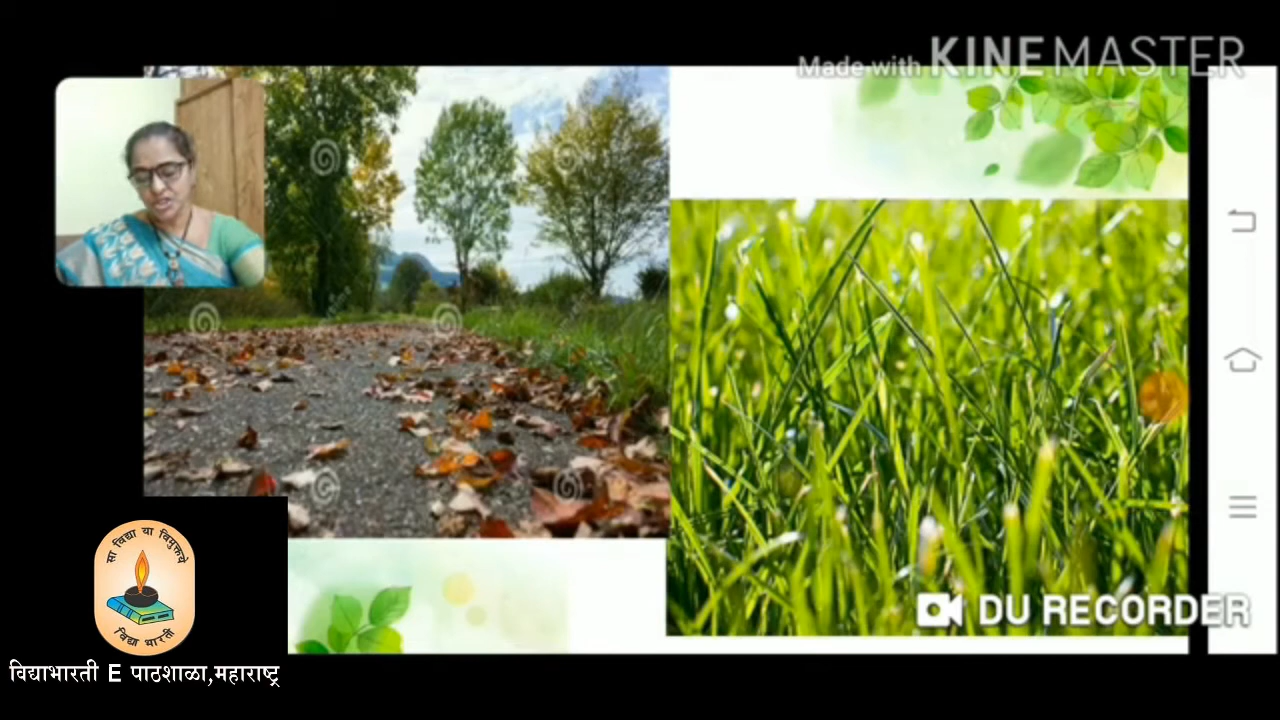 Made with KINEMASTER
सा विद्या या विमुक्तये
विद्या भारती
DU RECORDER
विद्याभारती E पाठशाळा,महाराष्ट्र